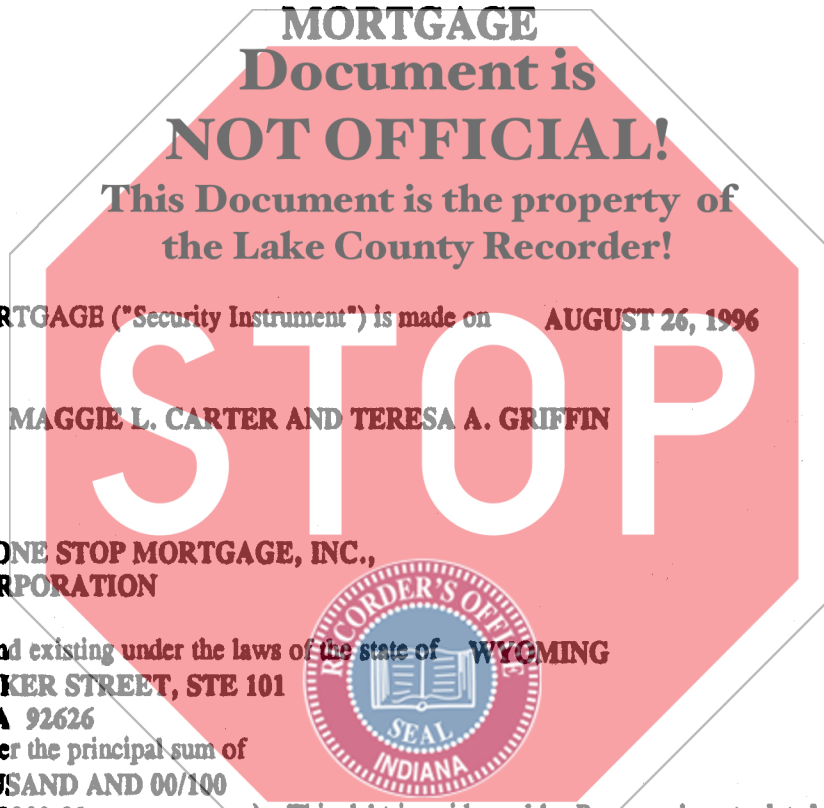 MORTGAGE
Document is
NOT OFFICIAL!
This Document is the property of
the Lake County Recorder!
RTGAGE ("Security Instrument") is made on AUGUST 26, 1996
STOP
MAGGIE L. CARTER AND TERESA A. GRIFFIN
ONE STOP MORTGAGE, INC.,
RPORATION
nd existing under the laws of the state of WYOMING
KER STREET, STE 101
A 92626
er the principal sum of
USAND AND 00/100
RECORDER'S OFFICE
SEAL
INDIANA